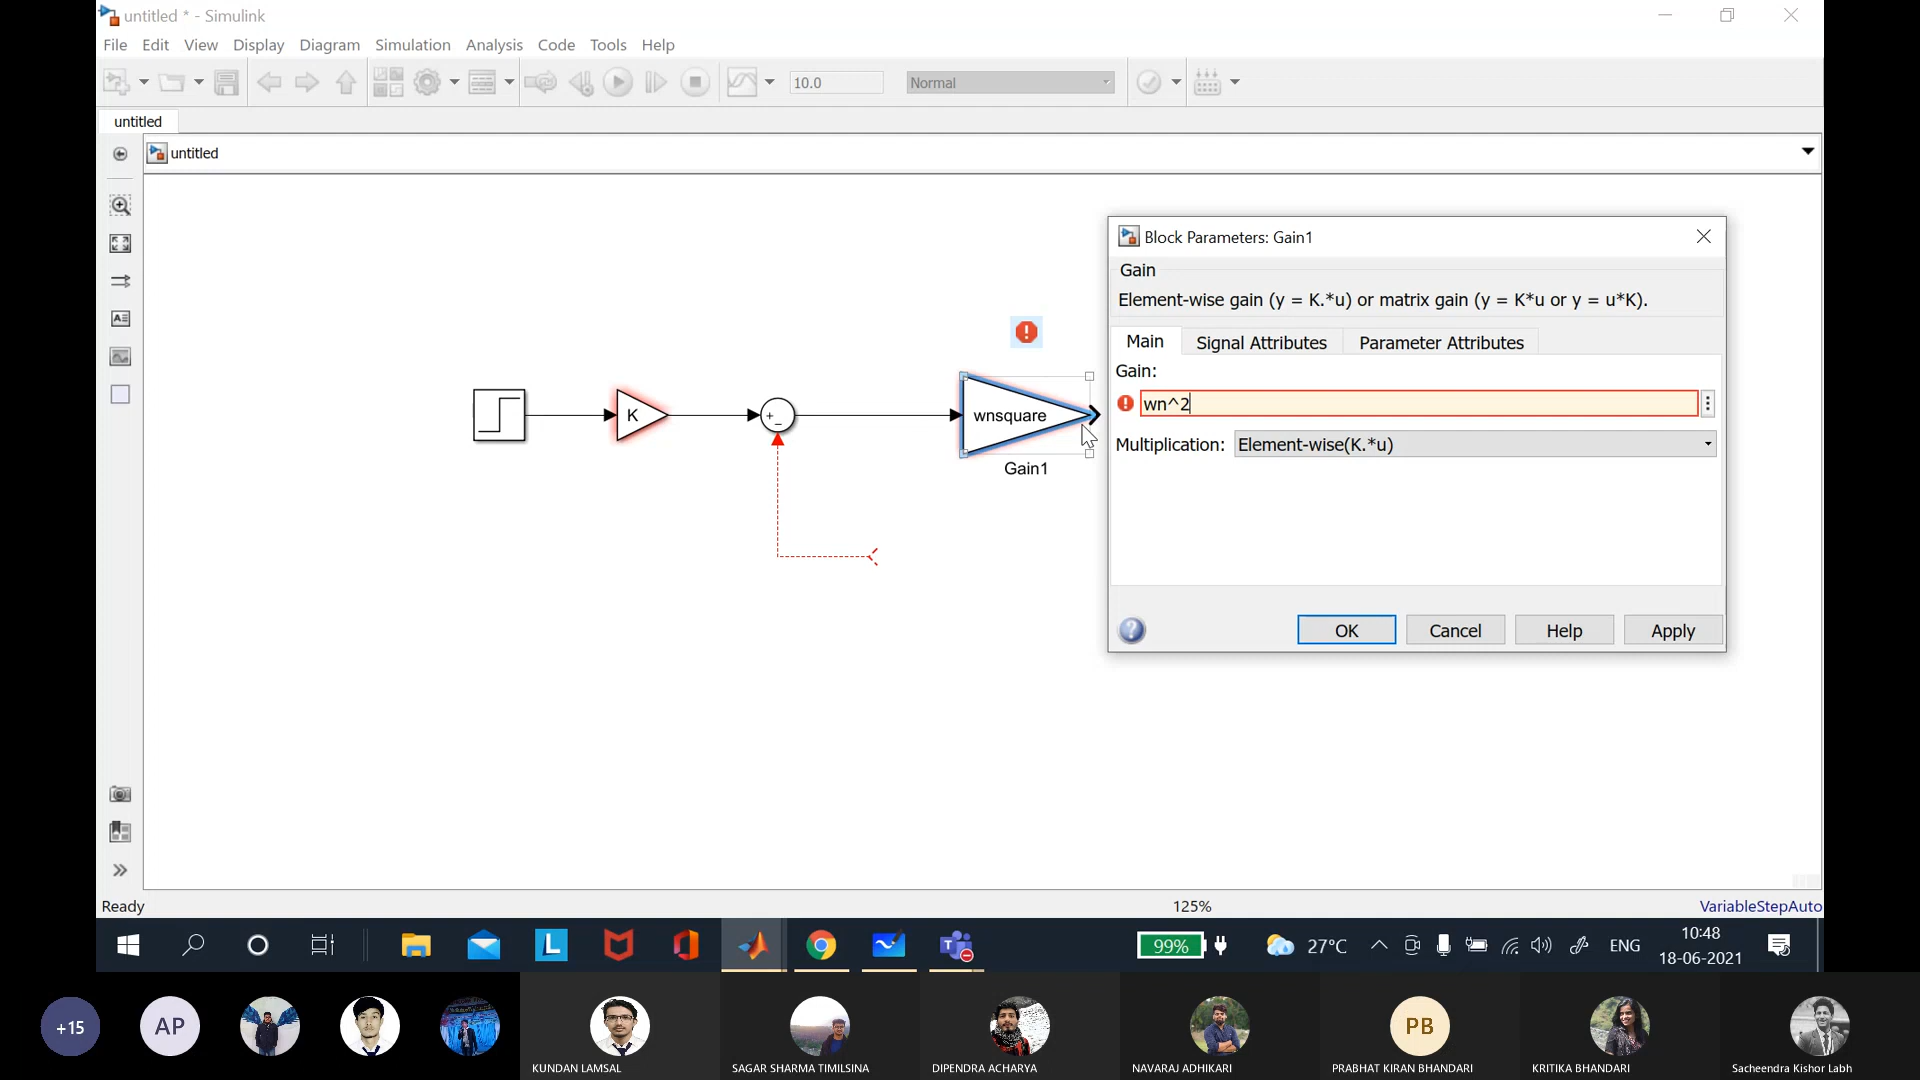 untitled * - Simulink
File Edit View Display Diagram Simulation Analysis Code Tools Help
10.0 Normal
untitled
untitled
Block Parameters: Gain1
Gain
Element-wise gain (y = K.*u) or matrix gain (y = K*u or y = u*K).
Main Signal Attributes Parameter Attributes
Gain:
wn^2
Multiplication: Element-wise(K.*u)
K
+
_
wnsquare
Gain1
OK Cancel Help Apply
Ready 125% VariableStepAuto
L 99% 27°C ENG 10:48
18-06-2021
+15 AP PB
KUNDAN LAMSAL SAGAR SHARMA TIMILSINA DIPENDRA ACHARYA NAVARAJ ADHIKARI PRABHAT KIRAN BHANDARI KRITIKA BHANDARI Sacheendra Kishor Labh